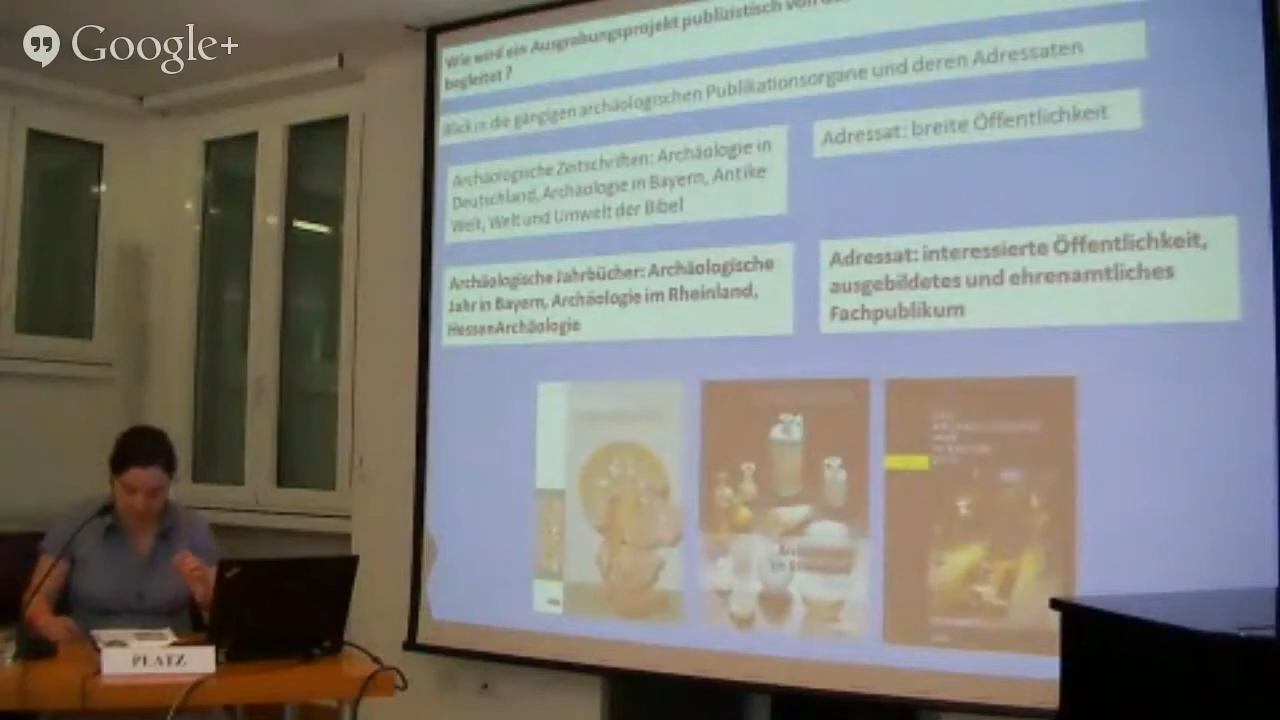 Google+
Wie wird ein Ausgrabungsprojekt publizistisch von
begleitet ?
Blick in die gängigen archäologischen Publikationsorgane und deren Adressaten
Archäologische Zeitschriften: Archäologie in
Deutschland, Archäologie in Bayern, Antike
Welt, Welt und Umwelt der Bibel
Adressat: breite Öffentlichkeit
Archäologische Jahrbücher: Archäologische
Jahr in Bayern, Archäologie im Rheinland,
HessenArchäologie
Adressat: interessierte Öffentlichkeit,
ausgebildetes und ehrenamtliches
Fachpublikum
PLATZ